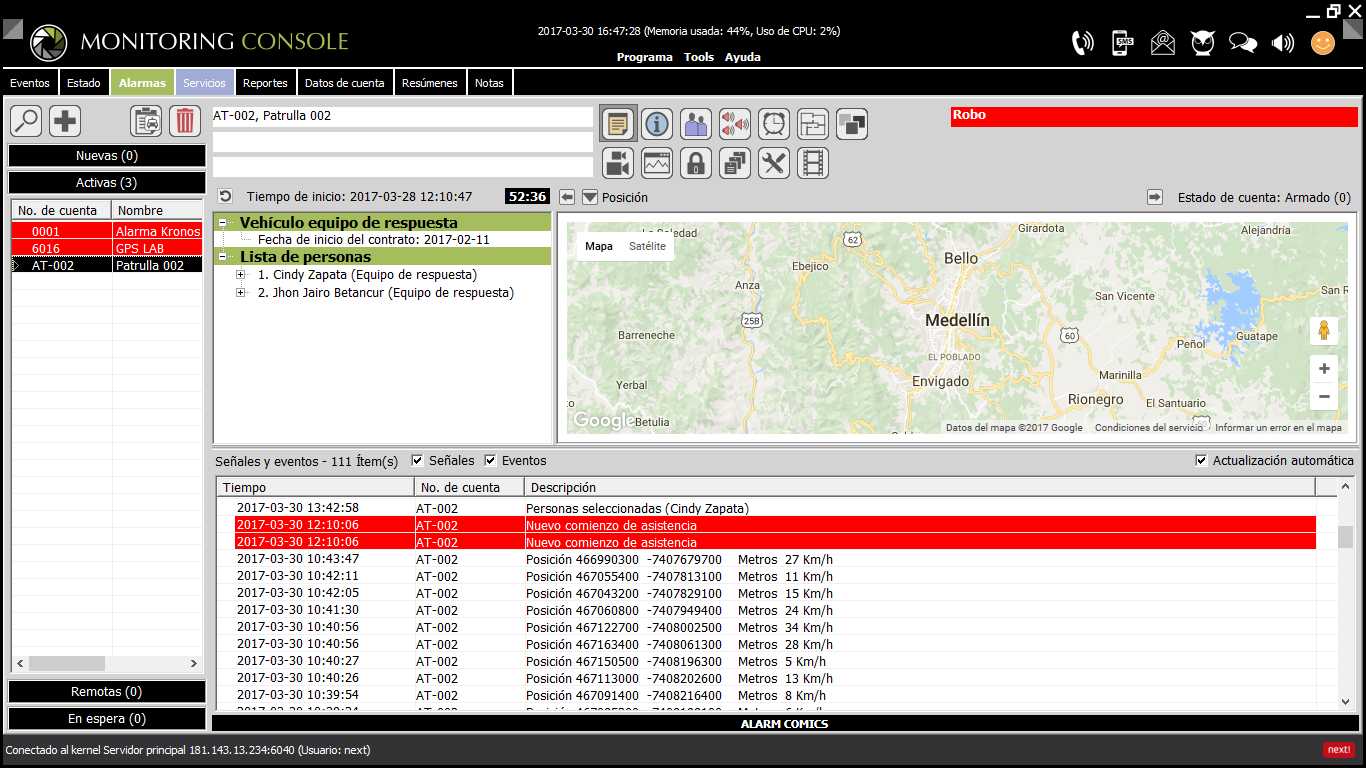 2017-03-30 16:47:28 (Memoria usada: 44%, Uso de CPU: 2%)
MONITORING CONSOLE
SMS
Programa Tools Ayuda
Eventos Estado Alarmas Servicios Reportes Datos de cuenta Resúmenes Notas
AT-002, Patrulla 002
Robo
Nuevas (0)
Activas (3)
No. de cuenta Nombre
0001 Alarma Kronos
6016 GPS LAB
AT-002 Patrulla 002
Remotas (0)
En espera (0)
Tiempo de inicio: 2017-03-28 12:10:47 52:36
Vehículo equipo de respuesta
Fecha de inicio del contrato: 2017-02-11
Lista de personas
1. Cindy Zapata (Equipo de respuesta)
2. Jhon Jairo Betancur (Equipo de respuesta)
Posición
Estado de cuenta: Armado (0)
Mapa Satélite
La Soledad
62
Girardota
Alejandría
Ebejico
Bello
Anza
San Vicente
San R
25B
Medellín
Barreneche
60
Guatape
Peñol
EL POBLADO
Yerbal
Envigado
Marinilla
Rionegro
El Santuario
Google
Betulia
Datos del mapa ©2017 Google Condiciones del servicio Informar un error en el mapa
Señales y eventos - 111 Ítem(s) Señales Eventos
Actualización automática
Tiempo No. de cuenta Descripción
2017-03-30 13:42:58 AT-002 Personas seleccionadas (Cindy Zapata)
2017-03-30 12:10:06 AT-002 Nuevo comienzo de asistencia
2017-03-30 12:10:06 AT-002 Nuevo comienzo de asistencia
2017-03-30 10:43:47 AT-002 Posición 466990300 -7407679700 Metros 27 Km/h
2017-03-30 10:42:11 AT-002 Posición 467055400 -7407813100 Metros 11 Km/h
2017-03-30 10:42:05 AT-002 Posición 467043200 -7407829100 Metros 15 Km/h
2017-03-30 10:41:30 AT-002 Posición 467060800 -7407949400 Metros 24 Km/h
2017-03-30 10:40:56 AT-002 Posición 467122700 -7408002500 Metros 34 Km/h
2017-03-30 10:40:56 AT-002 Posición 467163400 -7408061300 Metros 28 Km/h
2017-03-30 10:40:27 AT-002 Posición 467150500 -7408196300 Metros 5 Km/h
2017-03-30 10:40:26 AT-002 Posición 467113000 -7408202600 Metros 13 Km/h
2017-03-30 10:39:54 AT-002 Posición 467091400 -7408216400 Metros 8 Km/h
ALARM COMICS
Conectado al kernel Servidor principal 181.143.13.234:6040 (Usuario: next)
next!